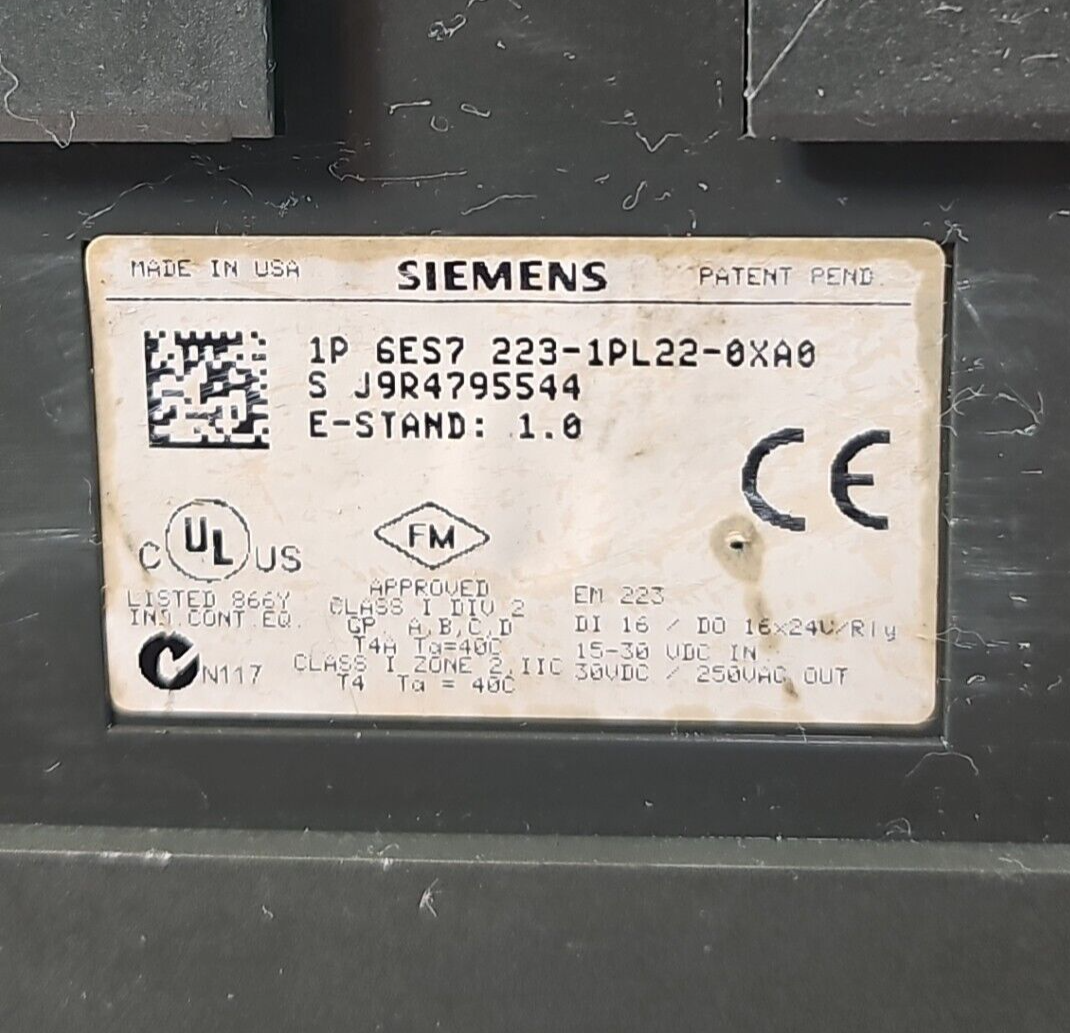 MADE IN USA SIEMENS PATENT PEND.
1P 6ES7 223-1PL22-0XA0
S J9R4795544
E-STAND: 1.0
CE
C UL US
LISTED 866Y
IND.CONT.EQ.
N117
FM
APPROVED
CLASS I DIV 2
GP A,B,C,D
T4A Ta=40C
CLASS I ZONE 2,IIC
T4 Ta = 40C
EM 223
DI 16 / DO 16x24V/Rly
15-30 VDC IN
30VDC / 250VAC OUT